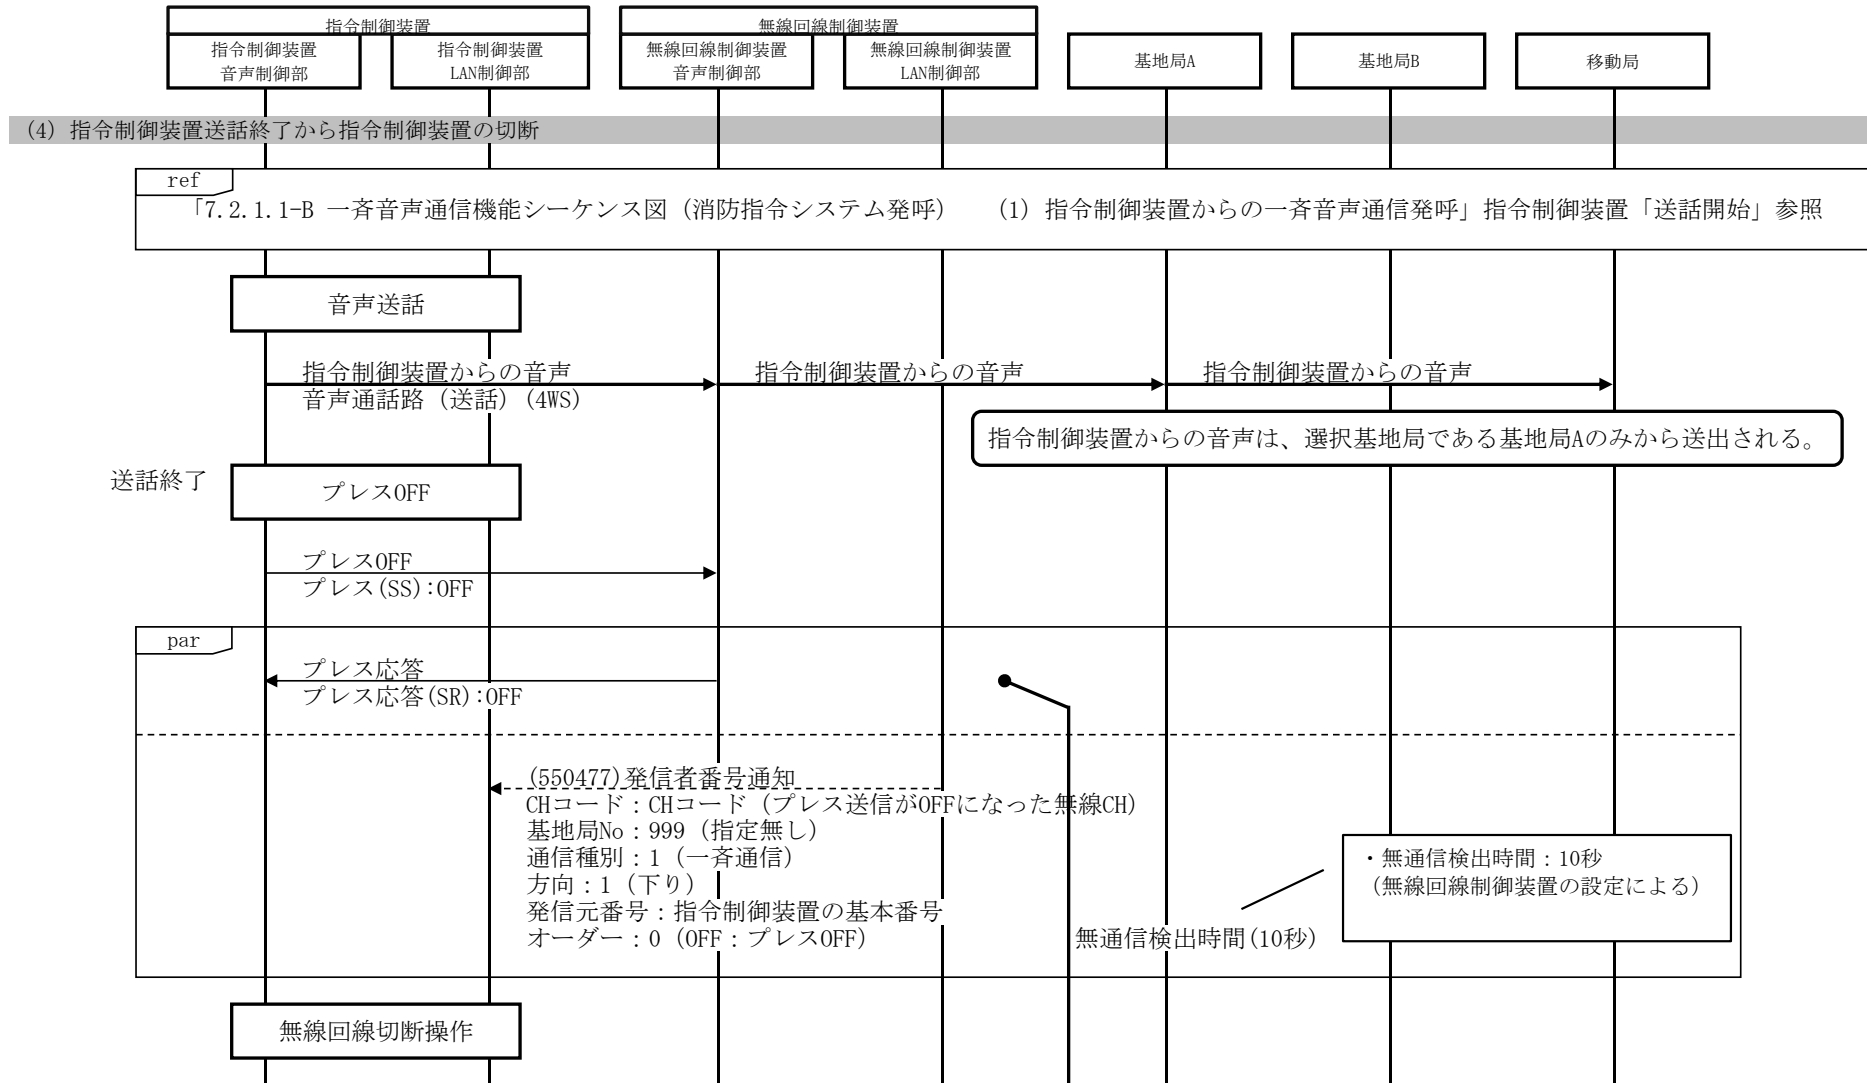 指令制御装置
無線回線制御装置
指令制御装置
音声制御部
指令制御装置
LAN制御部
無線回線制御装置
音声制御部
無線回線制御装置
LAN制御部
基地局A
基地局B
移動局
(4) 指令制御装置送話終了から指令制御装置の切断
ref
「7.2.1.1-B 一斉音声通信機能シーケンス図（消防指令システム発呼）　（1）指令制御装置からの一斉音声通信発呼」指令制御装置「送話開始」参照
音声送話
指令制御装置からの音声
音声通話路（送話）(4WS)
指令制御装置からの音声
指令制御装置からの音声
指令制御装置からの音声は、選択基地局である基地局Aのみから送出される。
送話終了
プレスOFF
プレスOFF
プレス(SS):OFF
par
プレス応答
プレス応答(SR):OFF
(550477)発信者番号通知
CHコード：CHコード（プレス送信がOFFになった無線CH）
基地局No：999（指定無し）
通信種別：1（一斉通信）
方向：1（下り）
発信元番号：指令制御装置の基本番号
オーダー：0（OFF：プレスOFF）
無通信検出時間(10秒)
・無通信検出時間：10秒
（無線回線制御装置の設定による）
無線回線切断操作